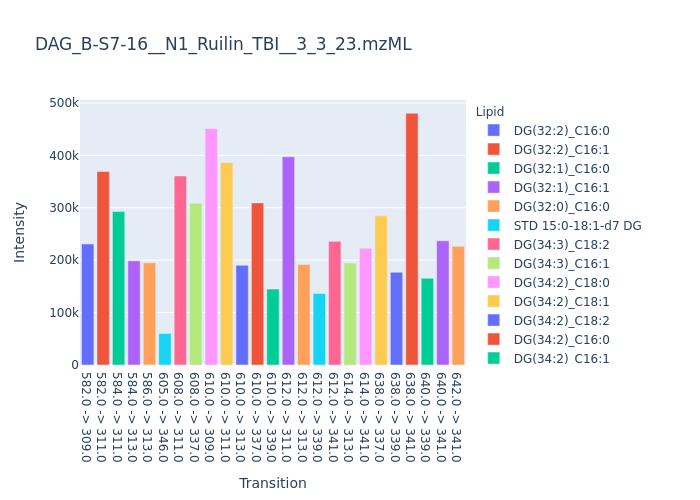 DAG_B-S7-16__N1_Ruilin_TBI__3_3_23.mzML
Intensity
500k
400k
300k
200k
100k
0
582.0 -> 309.0
582.0 -> 311.0
584.0 -> 311.0
584.0 -> 313.0
586.0 -> 313.0
605.0 -> 346.0
608.0 -> 311.0
608.0 -> 337.0
610.0 -> 309.0
610.0 -> 311.0
610.0 -> 313.0
610.0 -> 337.0
610.0 -> 339.0
612.0 -> 311.0
612.0 -> 313.0
612.0 -> 339.0
612.0 -> 341.0
614.0 -> 313.0
614.0 -> 341.0
638.0 -> 337.0
638.0 -> 339.0
638.0 -> 341.0
640.0 -> 339.0
640.0 -> 341.0
642.0 -> 341.0
Transition
Lipid
DG(32:2)_C16:0
DG(32:2)_C16:1
DG(32:1)_C16:0
DG(32:1)_C16:1
DG(32:0)_C16:0
STD 15:0-18:1-d7 DG
DG(34:3)_C18:2
DG(34:3)_C16:1
DG(34:2)_C18:0
DG(34:2)_C18:1
DG(34:2)_C18:2
DG(34:2)_C16:0
DG(34:2)_C16:1